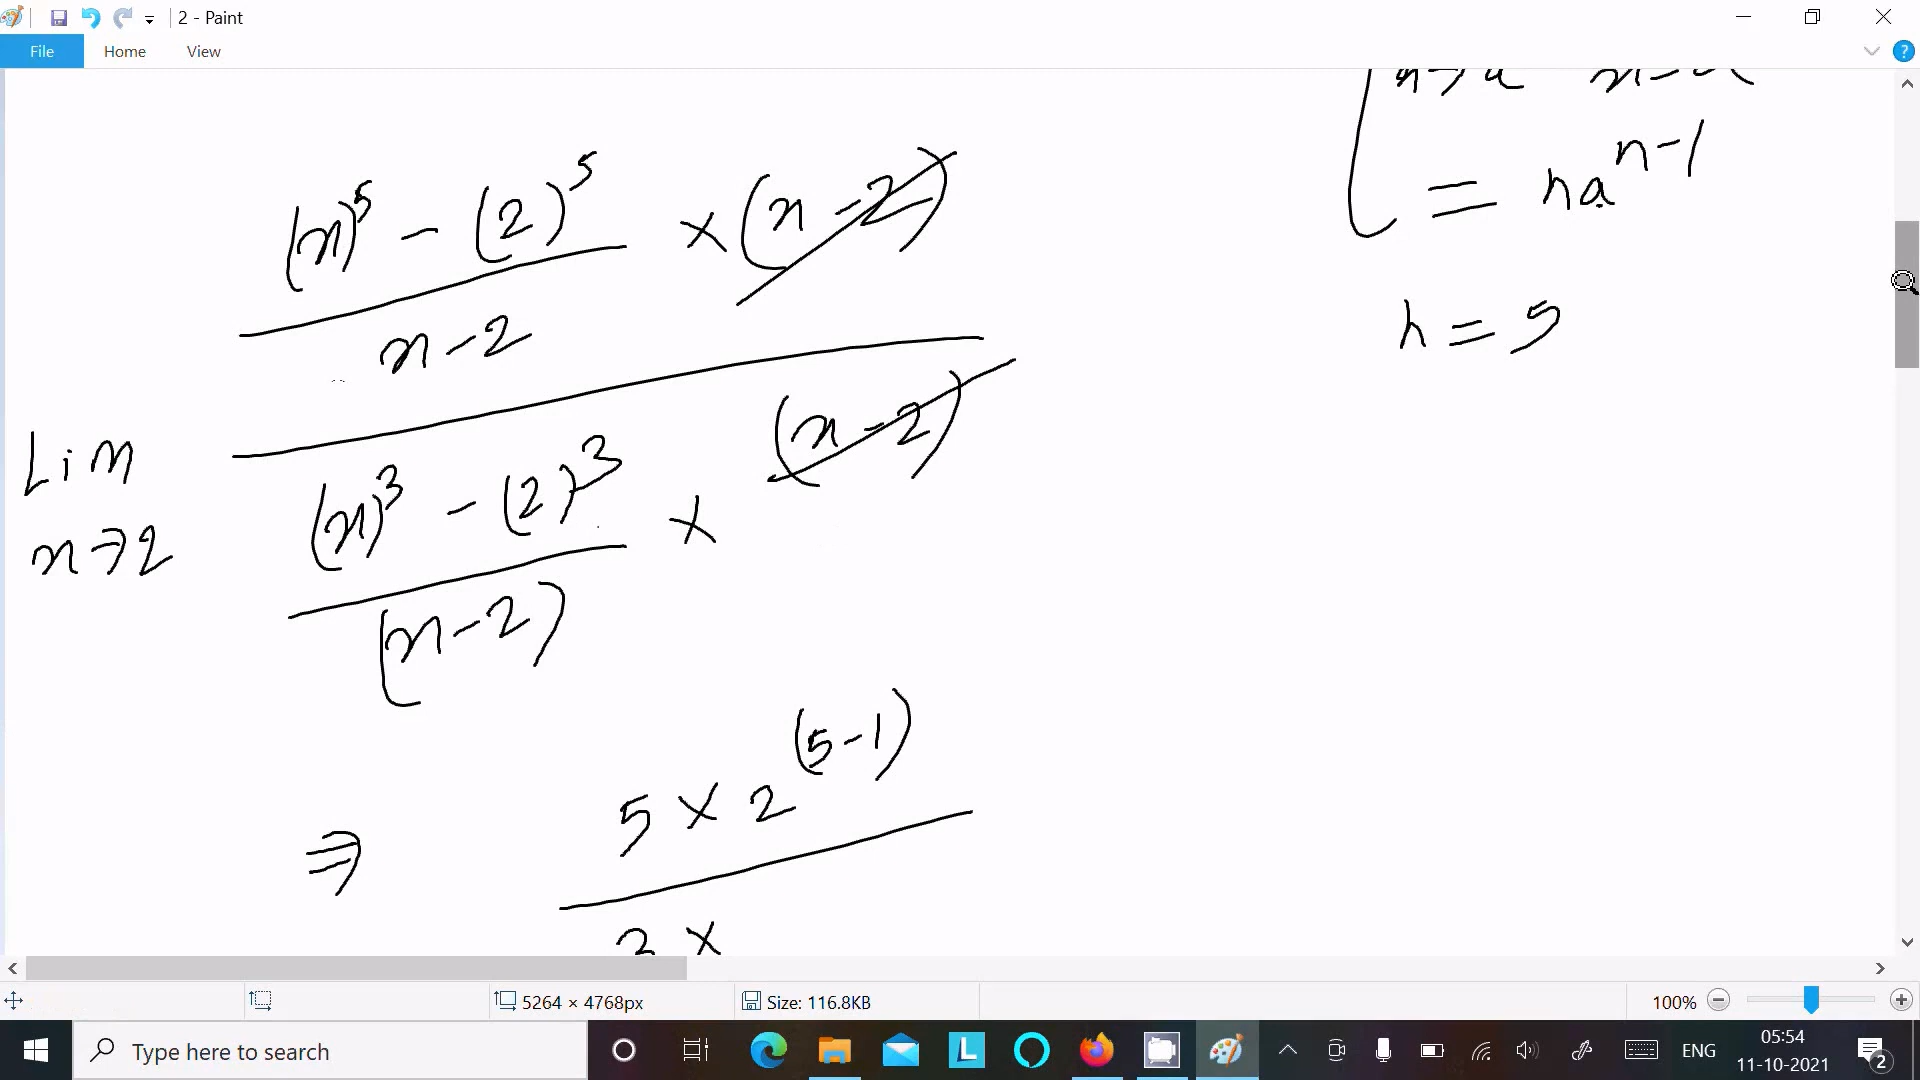 2 - Paint
File Home View
n→a x-a
= na^(n-1)
n = 5
(x)^5 - (2)^5 × (x-2)
x-2
Lim
x→2
(x)^3 - (2)^3 × (x-2)
(x-2)
⇒ 5 × 2^(5-1)
3 ×
5264 × 4768px Size: 116.8KB 100%
Type here to search
L
ENG
05:54
11-10-2021
2